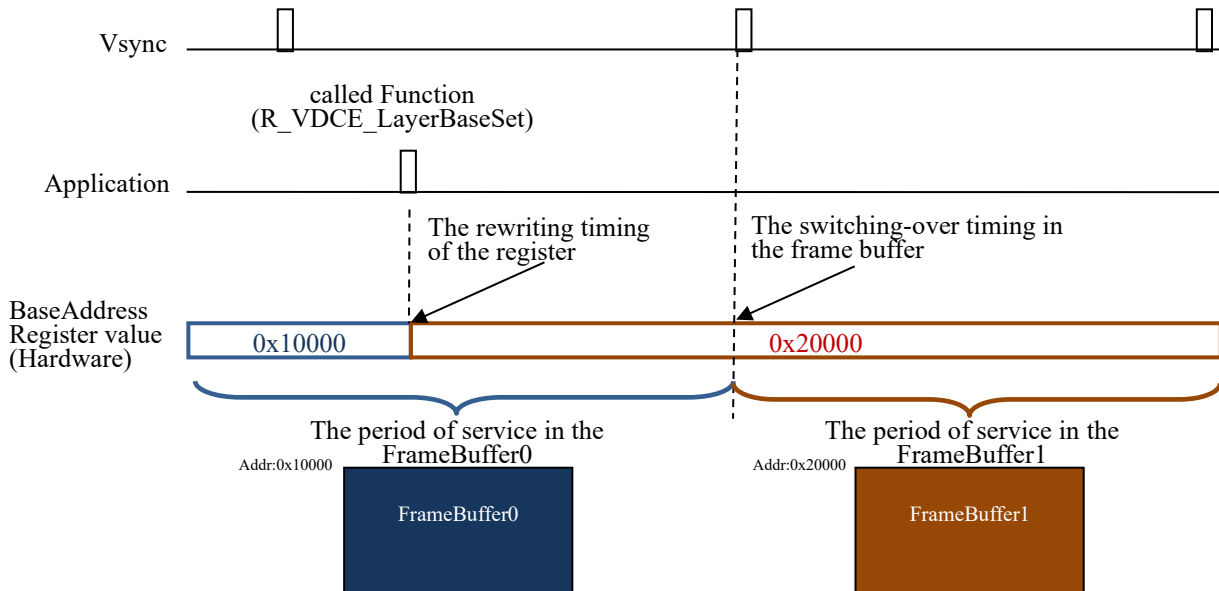 Vsync
called Function
(R_VDCE_LayerBaseSet)
Application
The rewriting timing
of the register
The switching-over timing in
the frame buffer
BaseAddress
Register value
(Hardware)
0x10000
0x20000
The period of service in the
FrameBuffer0
The period of service in the
FrameBuffer1
Addr:0x10000
Addr:0x20000
FrameBuffer0
FrameBuffer1